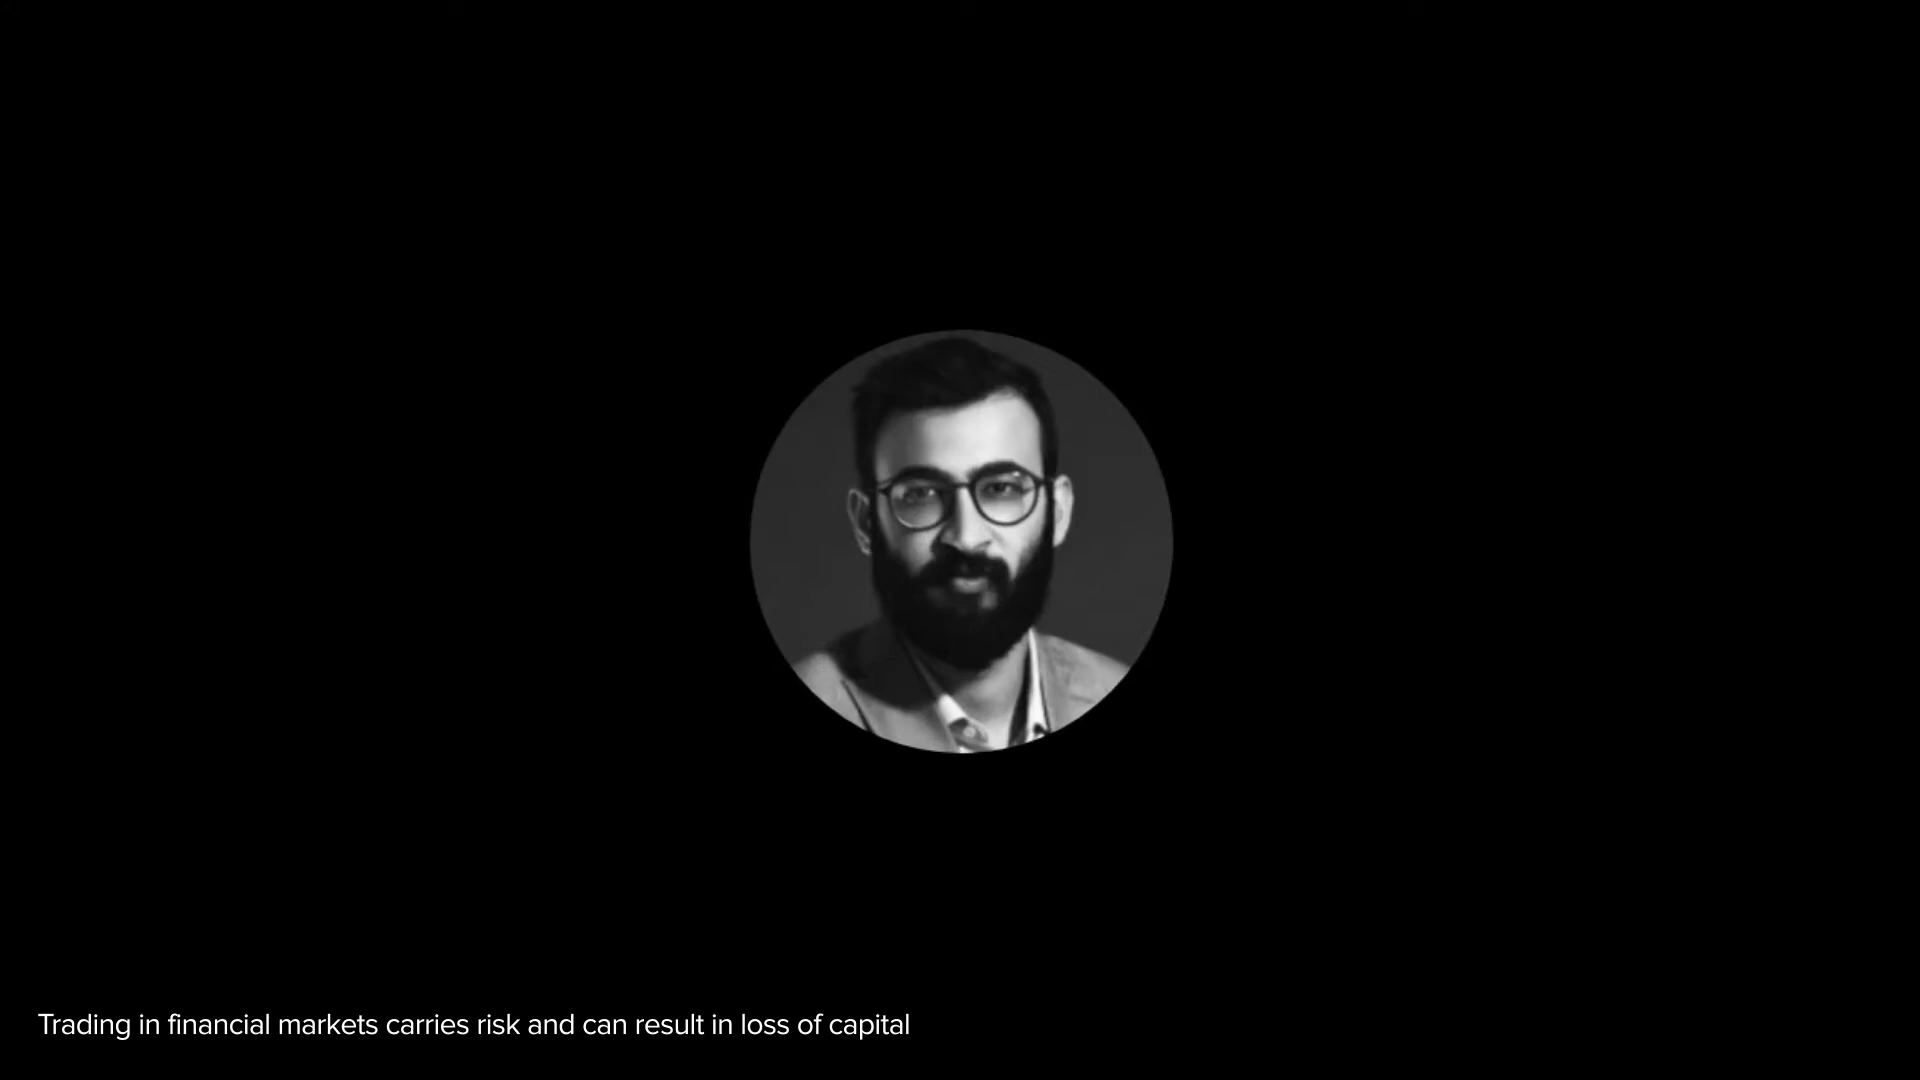 Trading in financial markets carries risk and can result in loss of capital